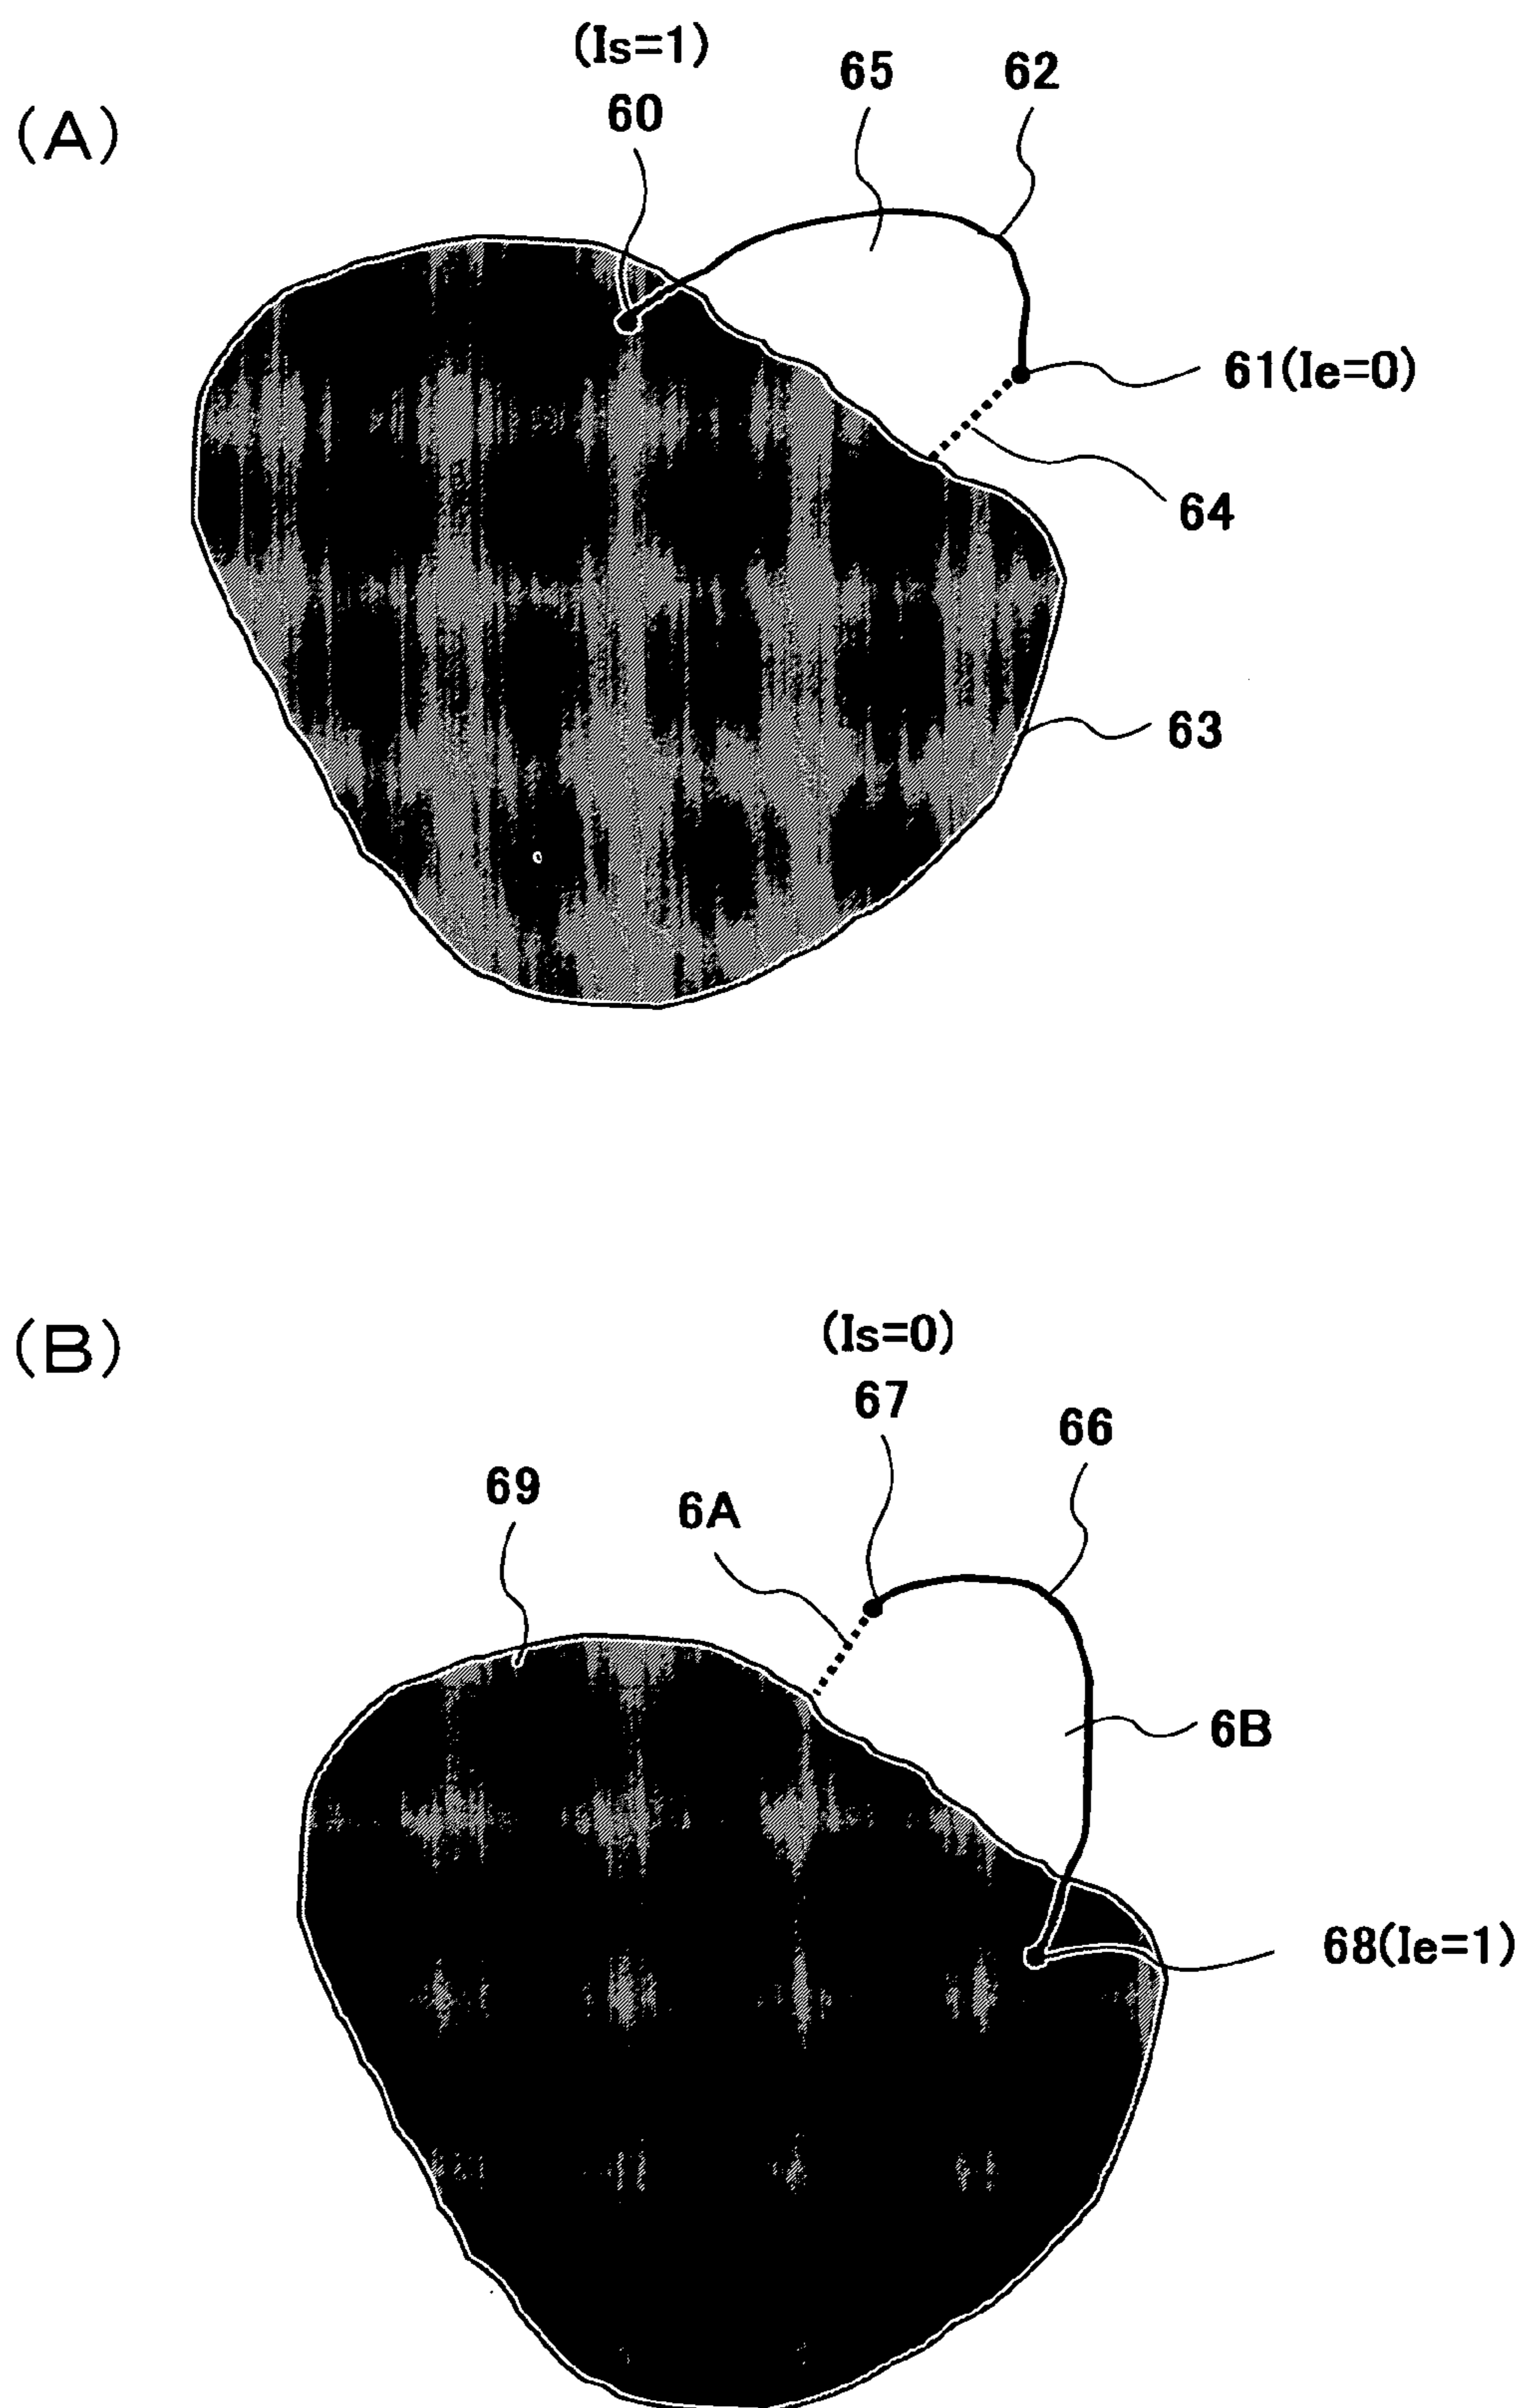 (A)
(Is=1)
60
65
62
61(Ie=0)
64
63
(B)
(Is=0)
67
66
69
6A
6B
68(Ie=1)